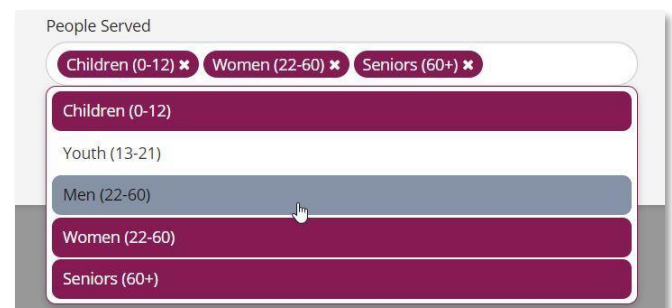 People Served
Children (0-12) ✖ Women (22-60) ✖ Seniors (60+) ✖
Children (0-12)
Youth (13-21)
Men (22-60)
Women (22-60)
Seniors (60+)